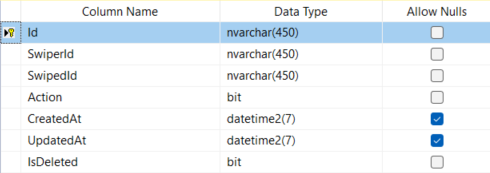 Column Name Data Type Allow Nulls
Id nvarchar(450)
SwiperId nvarchar(450)
SwipedId nvarchar(450)
Action bit
CreatedAt datetime2(7)
UpdatedAt datetime2(7)
IsDeleted bit